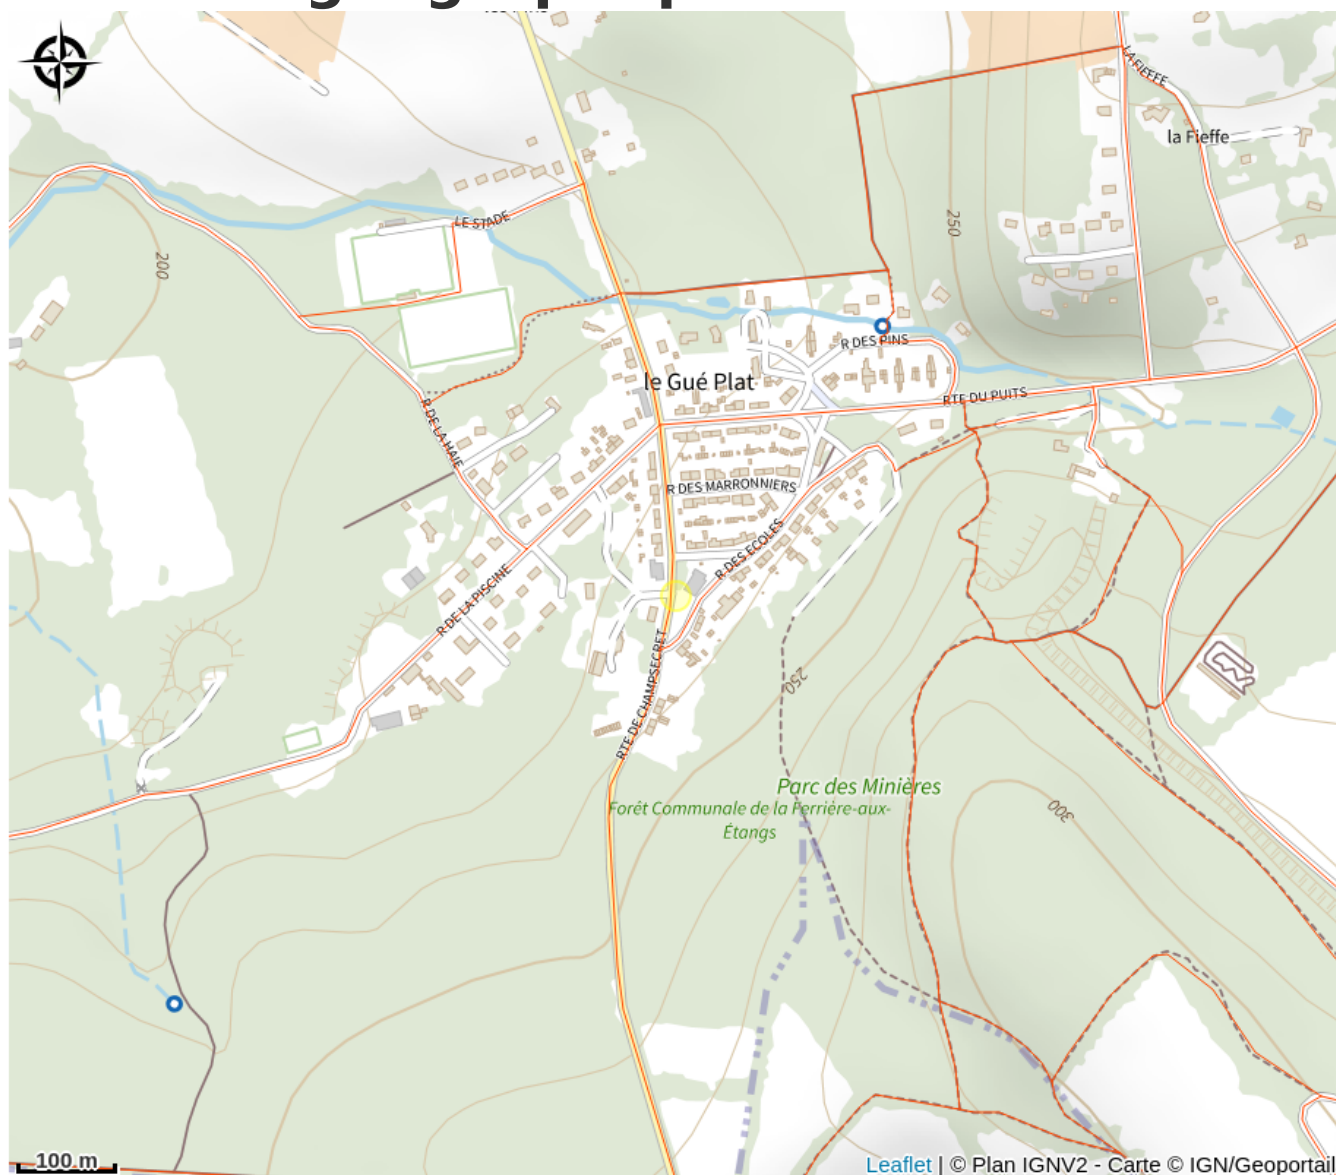 LA FIEFFE
la Fieffe
LE STADE
250
200
R DES PINS
le Gué Plat
RTE DU PUITS
R DE LA HAIE
R DES MARRONNIERS
R DES ECOLES
R DE LA PISCINE
RTE DE CHAMPSECRET
250
Parc des Minières
Forêt Communale de la Ferrière-aux-
Étangs
300
100 m
Leaflet | © Plan IGNV2 - Carte © IGN/Geoportail